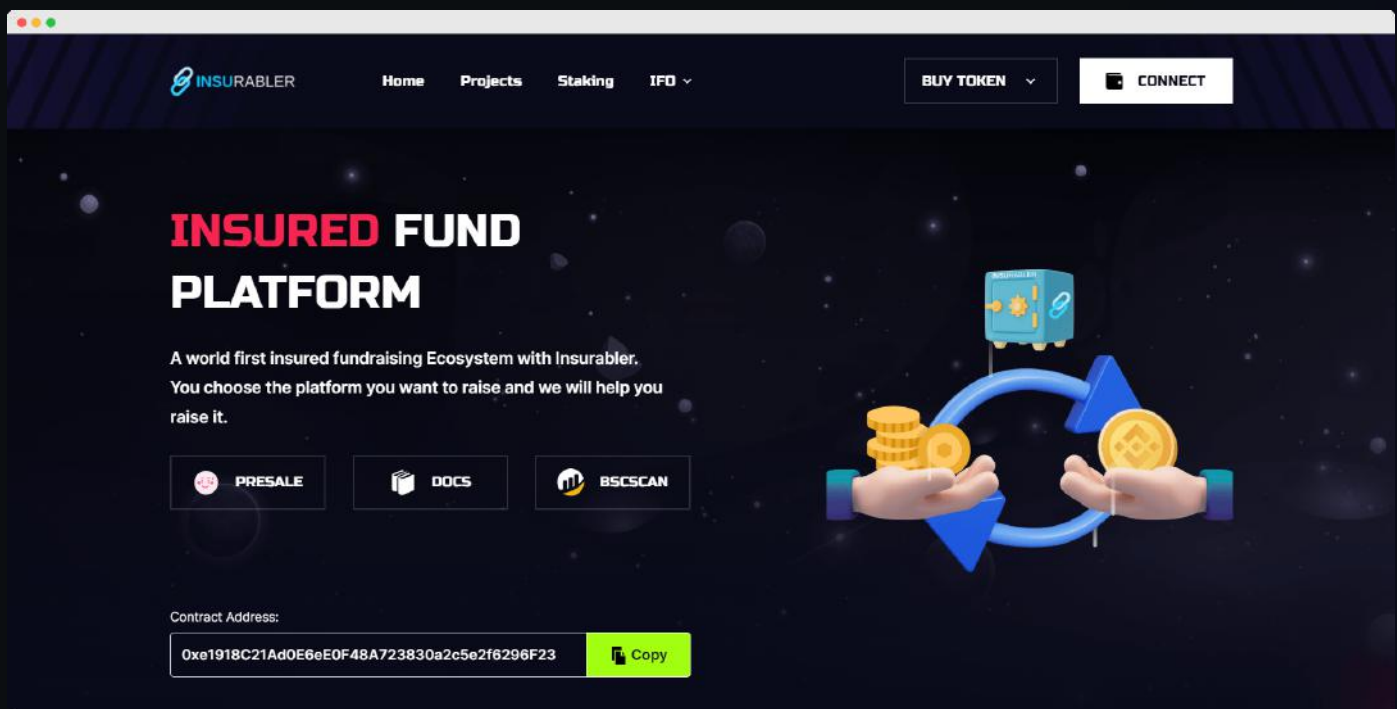 INSURABLER
Home Projects Staking IFO
BUY TOKEN
CONNECT
INSURED FUND
PLATFORM
A world first insured fundraising Ecosystem with Insurabler.
You choose the platform you want to raise and we will help you
raise it.
PRESALE
DOCS
BSCSCAN
Contract Address:
0xe1918C21Ad0E6eE0F48A723830a2c5e2f6296F23
Copy